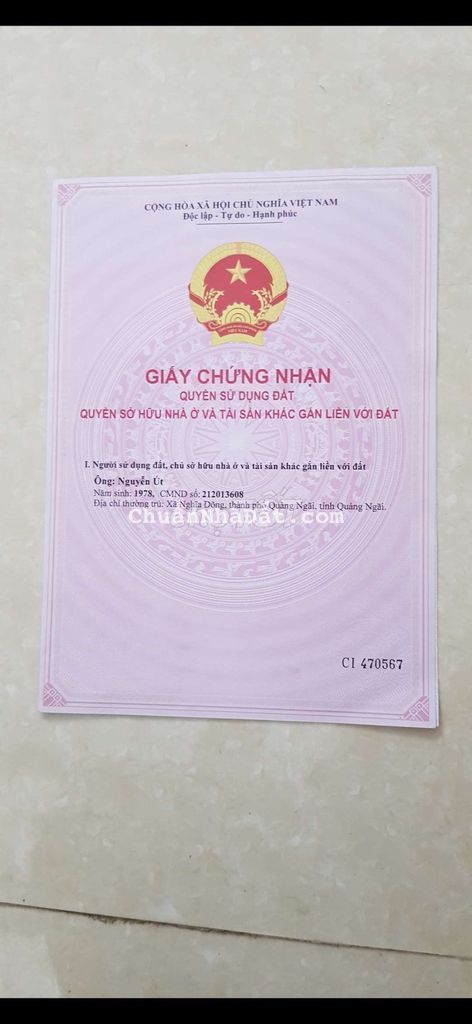 CỘNG HÒA XÃ HỘI CHỦ NGHĨA VIỆT NAM
Độc lập - Tự do - Hạnh phúc
VIỆT NAM
GIẤY CHỨNG NHẬN
QUYỀN SỬ DỤNG ĐẤT
QUYỀN SỞ HỮU NHÀ Ở VÀ TÀI SẢN KHÁC GẮN LIỀN VỚI ĐẤT
I. Người sử dụng đất, chủ sở hữu nhà ở và tài sản khác gắn liền với đất
Ông: Nguyễn Út
Năm sinh: 1978, CMND số: 212013608
Địa chỉ thường trú: Xã Nghĩa Dõng, thành phố Quảng Ngãi, tỉnh Quảng Ngãi.
ChuanNhaDat.com
CI 470567